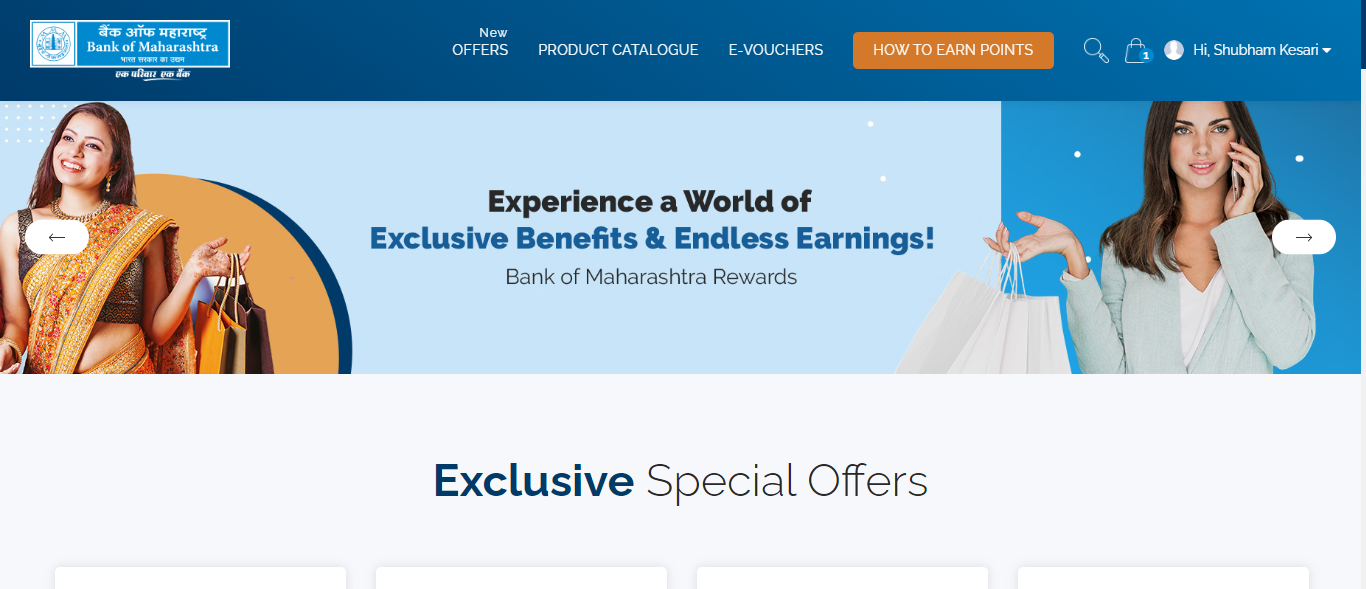 बैंक ऑफ महाराष्ट्र
Bank of Maharashtra
भारत सरकार का उद्यम
एक परिवार एक बैंक
New
OFFERS
PRODUCT CATALOGUE
E-VOUCHERS
HOW TO EARN POINTS
1
Hi, Shubham Kesari
Experience a World of
Exclusive Benefits & Endless Earnings!
Bank of Maharashtra Rewards
Exclusive Special Offers